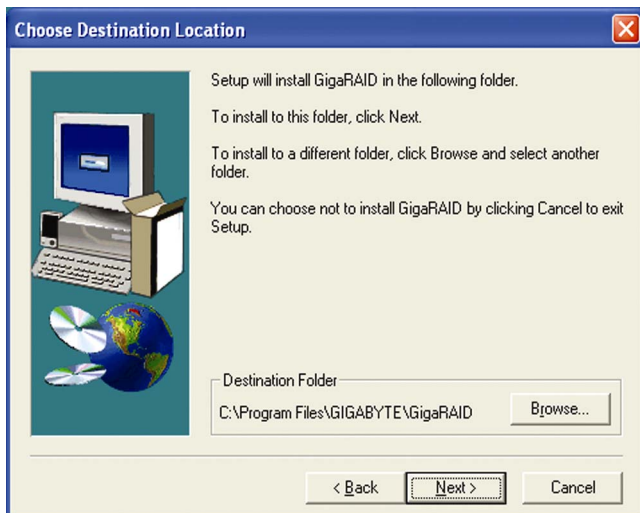 Choose Destination Location
Setup will install GigaRAID in the following folder.
To install to this folder, click Next.
To install to a different folder, click Browse and select another
folder.
You can choose not to install GigaRAID by clicking Cancel to exit
Setup.
Destination Folder
C:\Program Files\GIGABYTE\GigaRAID
Browse...
< Back
Next >
Cancel